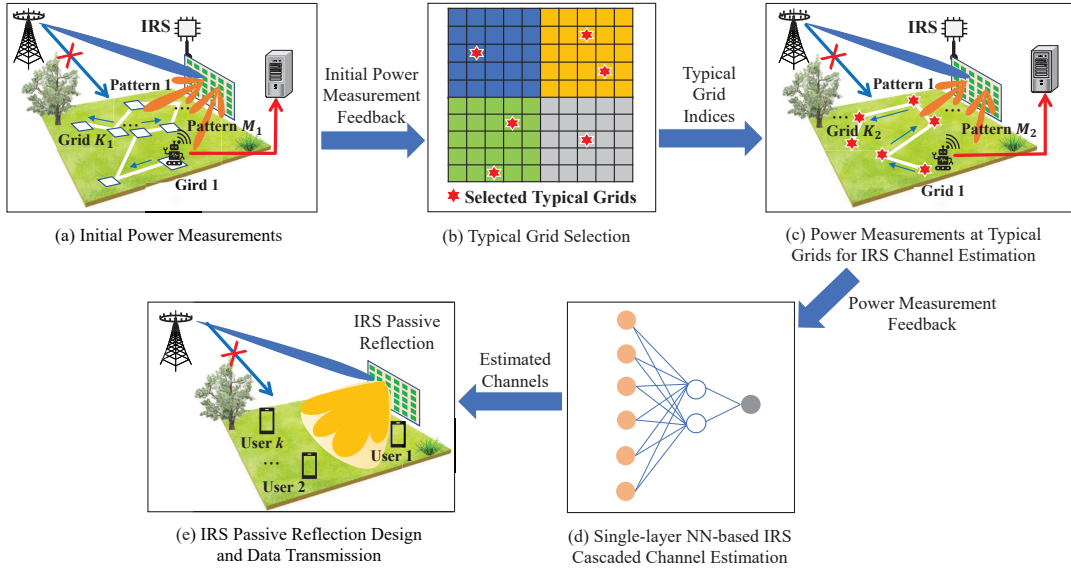 IRS
Pattern 1
...
Grid K1
...
Pattern M1
Gird 1
(a) Initial Power Measurements
Initial Power
Measurement
Feedback
Selected Typical Grids
(b) Typical Grid Selection
Typical
Grid
Indices
IRS
Pattern 1
...
...
Grid K2
Pattern M2
Grid 1
(c) Power Measurements at Typical
Grids for IRS Channel Estimation
Power Measurement
Feedback
(d) Single-layer NN-based IRS
Cascaded Channel Estimation
Estimated
Channels
IRS Passive
Reflection
User k
User 1
...
User 2
(e) IRS Passive Reflection Design
and Data Transmission